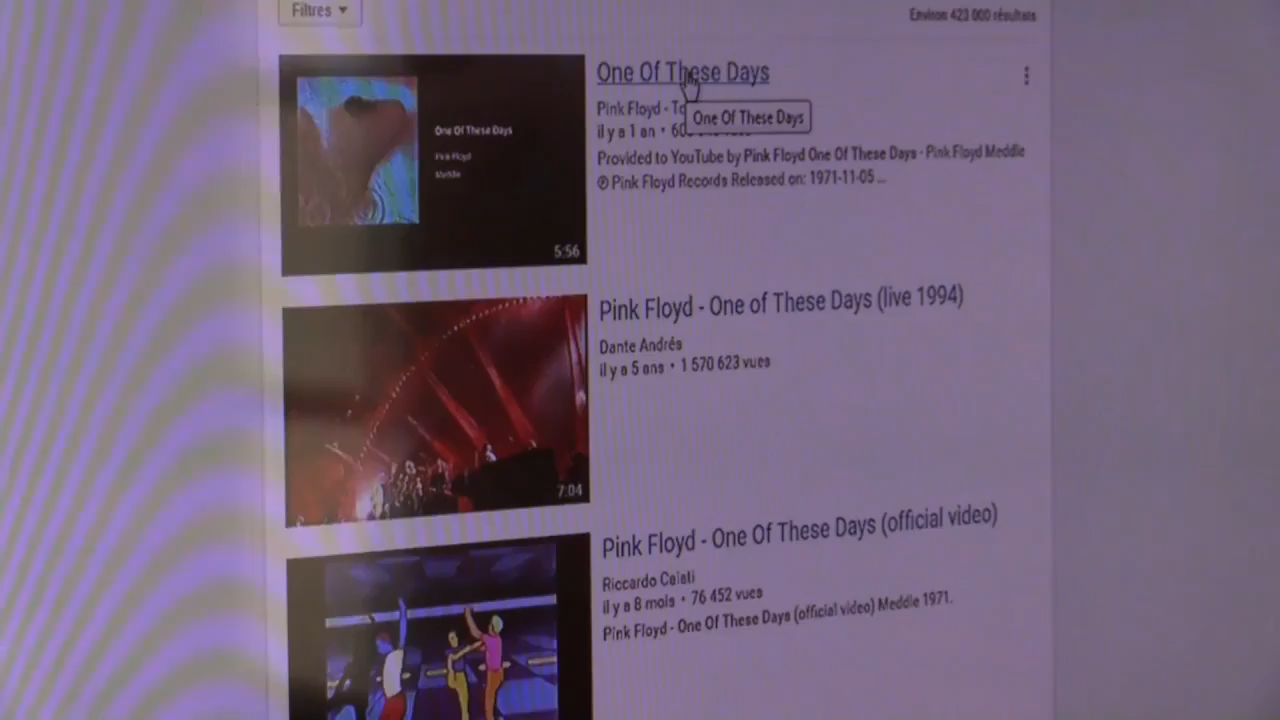 Filtres
Environ 423 000 résultats
One Of These Days
Pink Floyd
Meddle
5:56
One Of These Days
Pink Floyd -
One Of These Days
il y a 1 an •
Provided to YouTube by Pink Floyd One Of These Days · Pink Floyd Meddle
℗ Pink Floyd Records Released on: 1971-11-05 ...
7:04
Pink Floyd - One of These Days (live 1994)
Dante Andrés
il y a 5 ans • 1 570 623 vues
Pink Floyd - One Of These Days (official video)
Riccardo Caiati
il y a 8 mois • 76 452 vues
Pink Floyd - One Of These Days (official video) Meddle 1971.